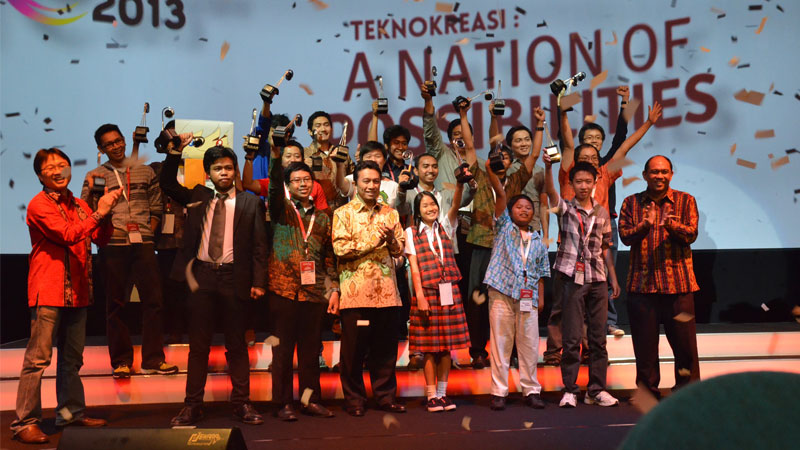 2013
TEKNOKREASI :
A NATION OF
POSSIBILITIES